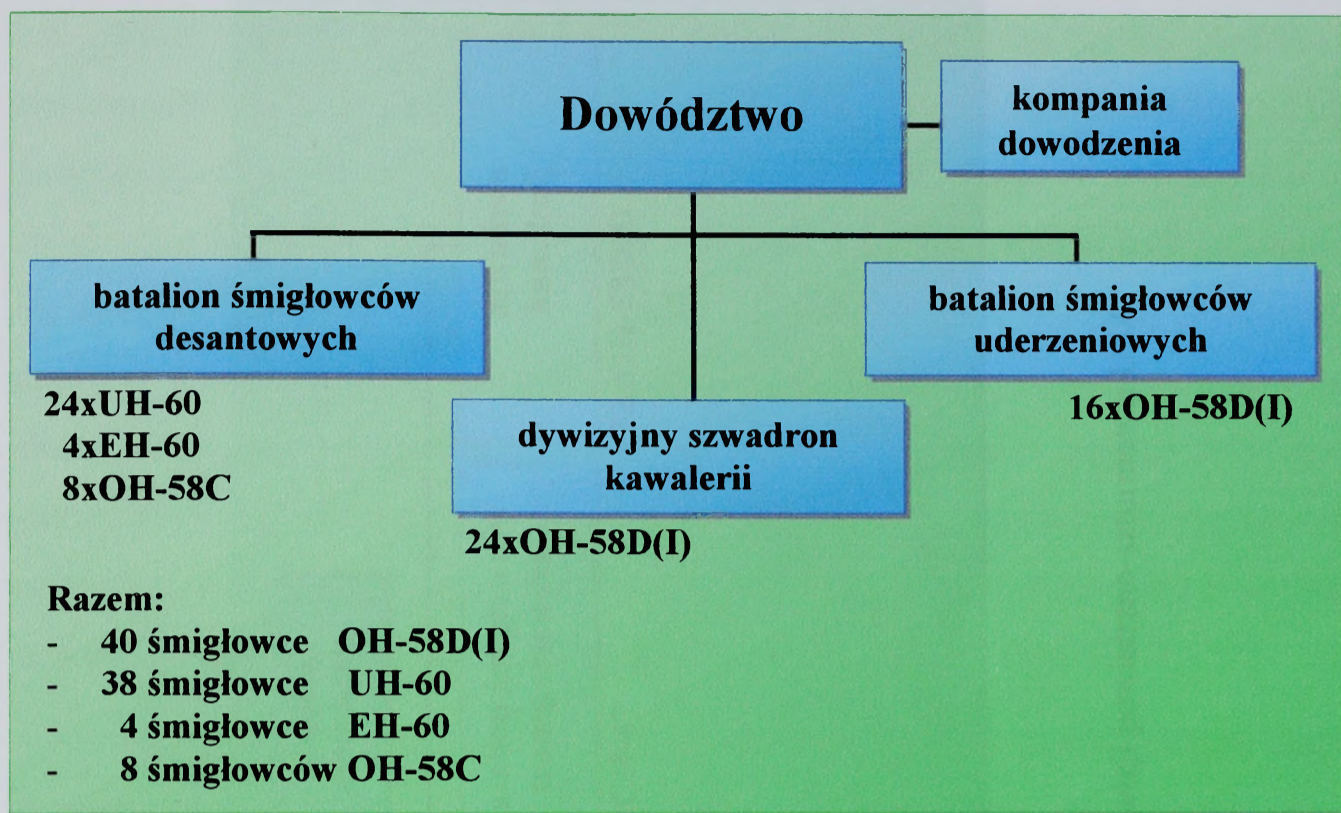 Dowództwo
kompania
dowodzenia
batalion śmigłowców
desantowych
24xUH-60
4xEH-60
8xOH-58C
dywizyjny szwadron
kawalerii
24xOH-58D(I)
batalion śmigłowców
uderzeniowych
16xOH-58D(I)
Razem:
- 40 śmigłowce OH-58D(I)
- 38 śmigłowce UH-60
- 4 śmigłowce EH-60
- 8 śmigłowców OH-58C